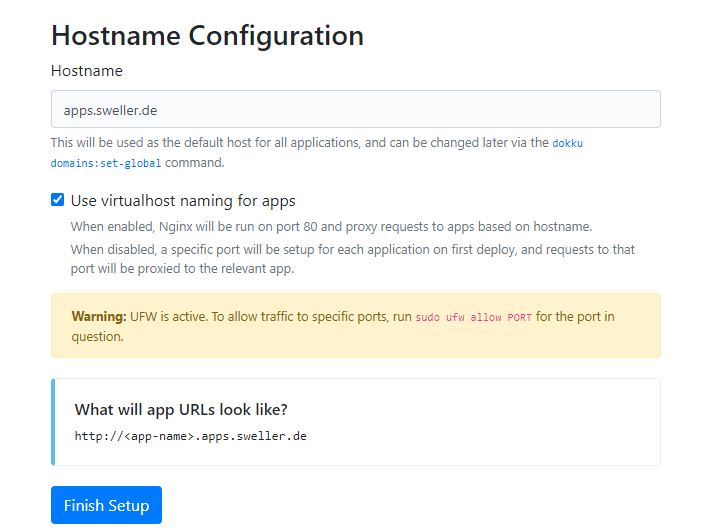 Hostname Configuration
Hostname
apps.sweller.de
This will be used as the default host for all applications, and can be changed later via the dokku
domains:set-global command.
Use virtualhost naming for apps
When enabled, Nginx will be run on port 80 and proxy requests to apps based on hostname.
When disabled, a specific port will be setup for each application on first deploy, and requests to that
port will be proxied to the relevant app.
Warning: UFW is active. To allow traffic to specific ports, run sudo ufw allow PORT for the port in
question.
What will app URLs look like?
http://<app-name>.apps.sweller.de
Finish Setup